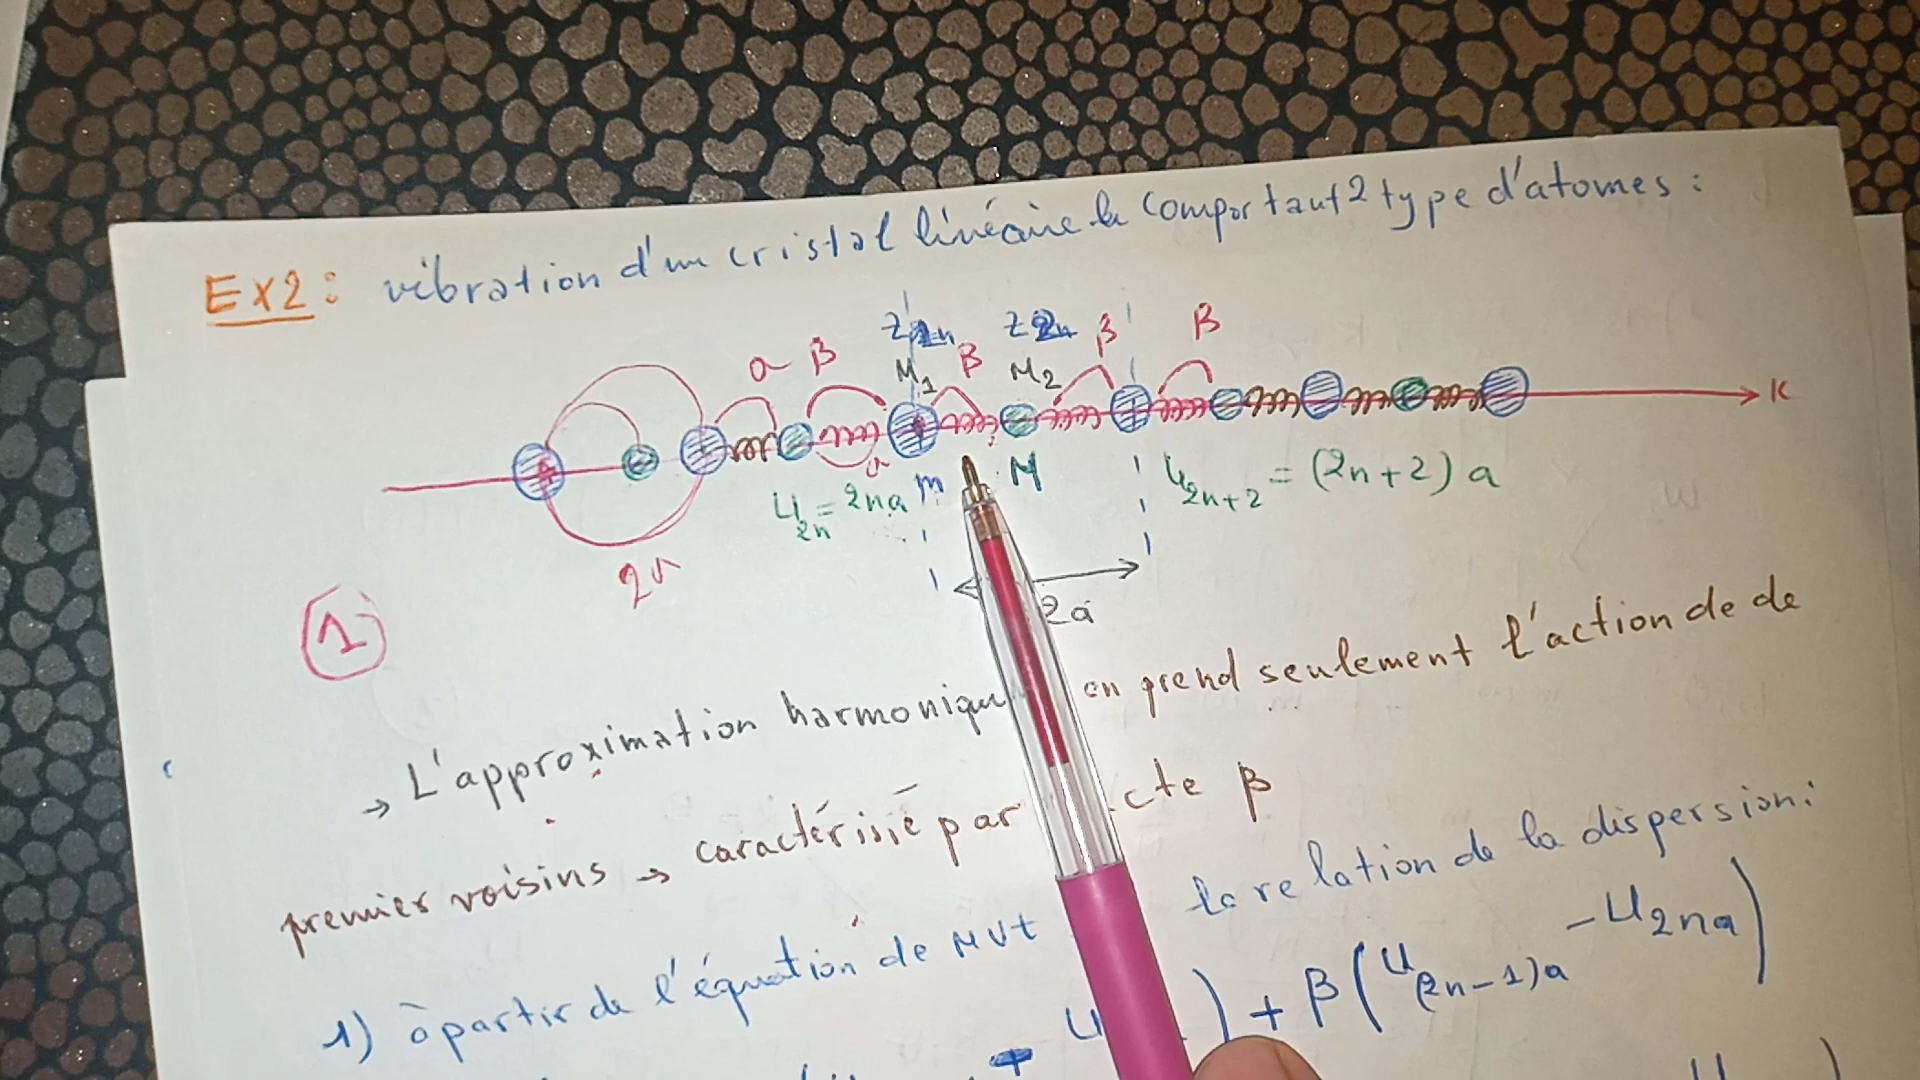 Ex2: vibration d'un cristal linéaire comportant 2 type d'atomes :
a β β β β
M1 M2
m M
U2n = 2na U2n+2 = (2n+2) a
K
2a
1
→ L'approximation harmonique on prend seulement l'action de de
premier voisins → caractérisié par cte β
1) à partir de l'équation de MVt la relation de la dispersion:
) + β(U(2n-1)a - U2na)